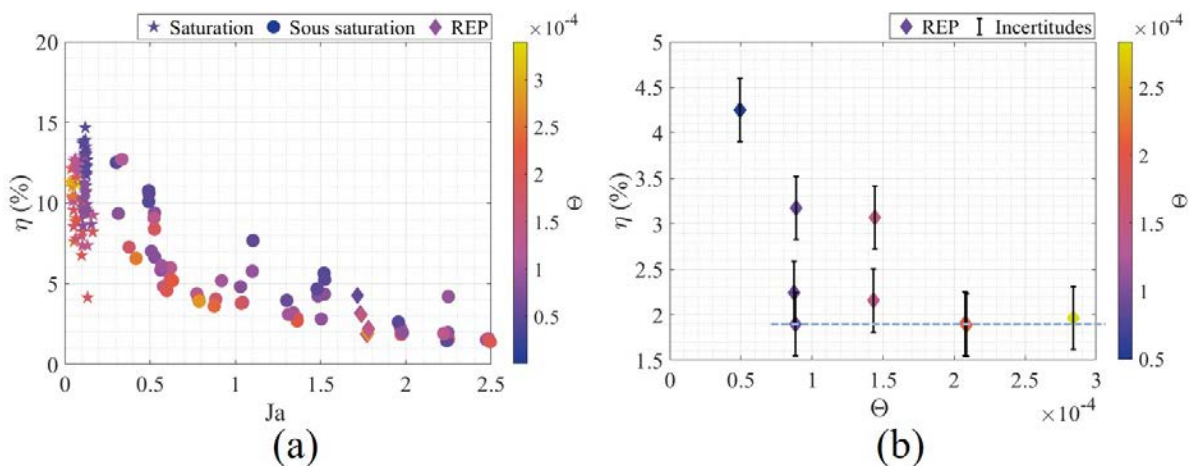 Saturation Sous saturation REP
×10⁻⁴
20
15
10
5
0
η (%)
0 0.5 1 1.5 2 2.5
Ja
3
2.5
2
1.5
1
0.5
Θ
(a)
REP Incertitudes
×10⁻⁴
5
4.5
4
3.5
3
2.5
2
1.5
η (%)
0 0.5 1 1.5 2 2.5 3
×10⁻⁴
Θ
2.5
2
1.5
1
0.5
Θ
(b)